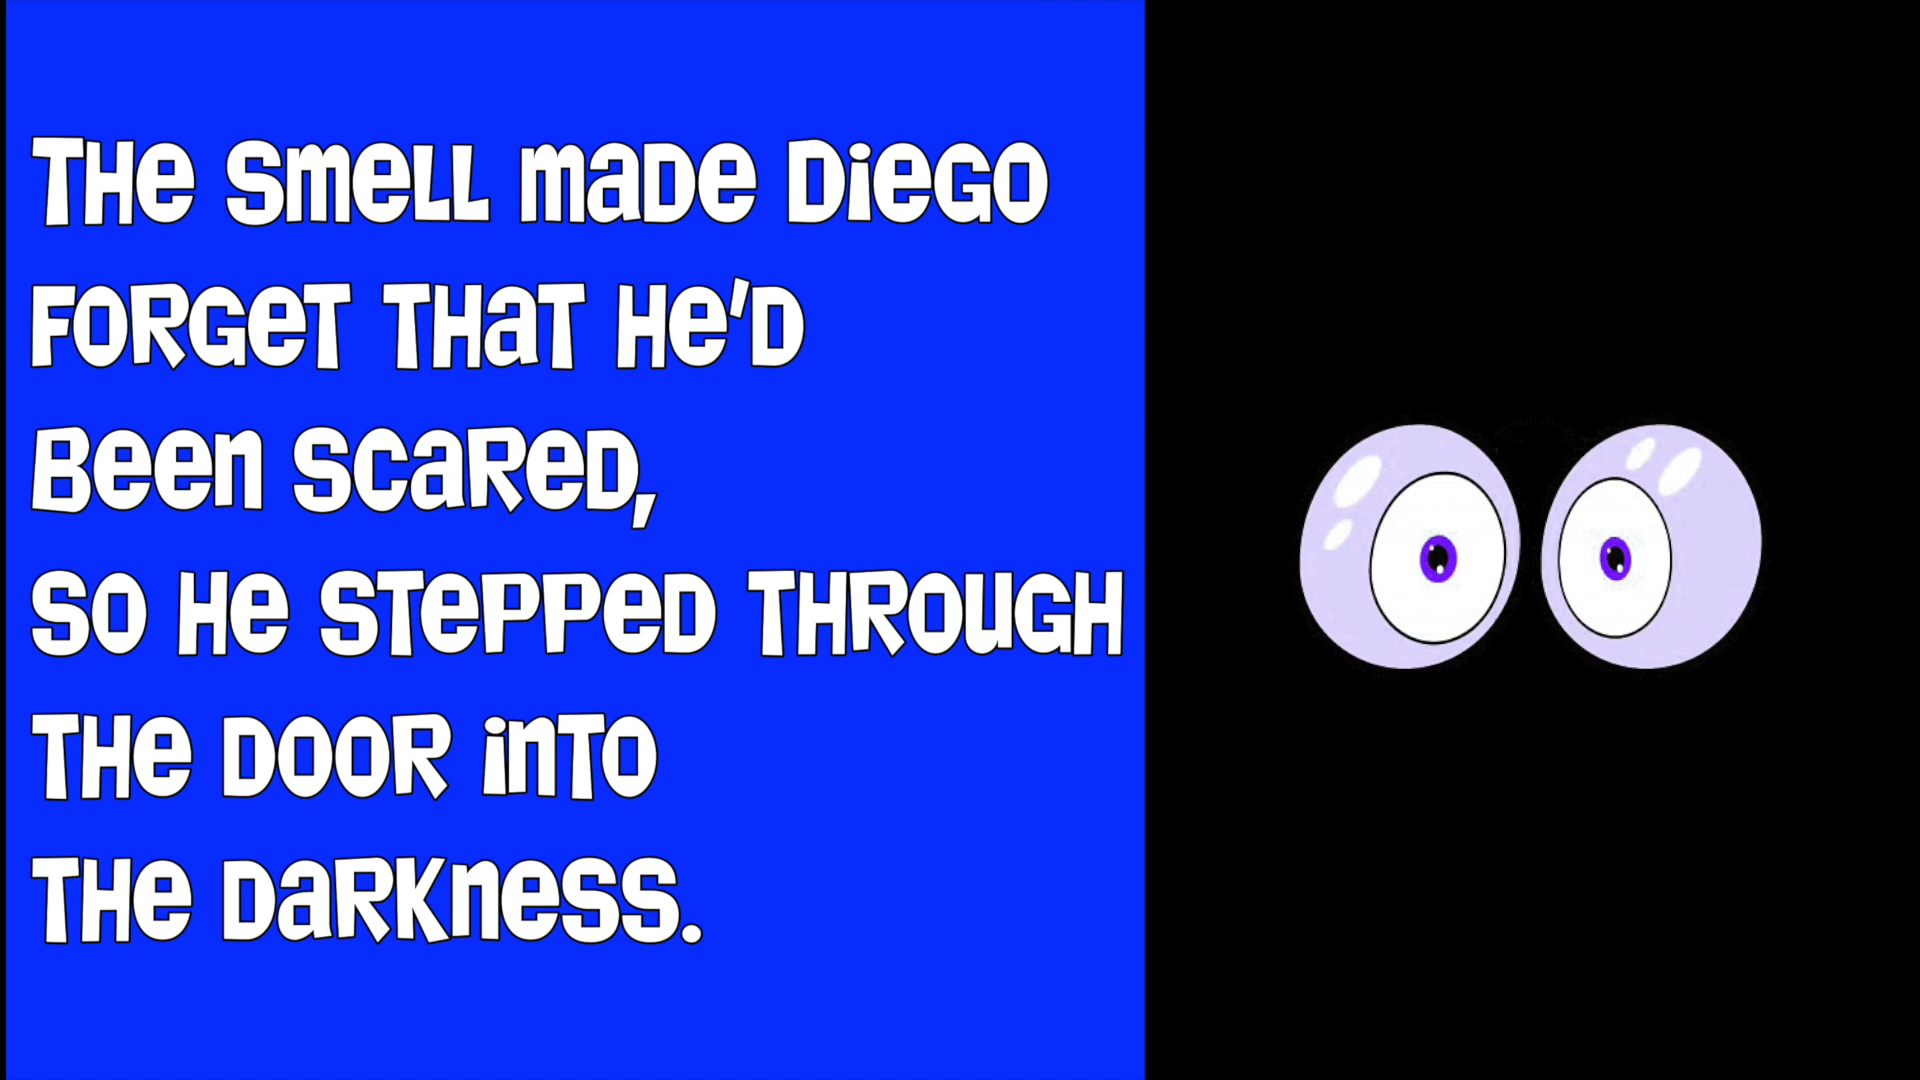 The smell made Diego
forget that he'd
been scared,
so he stepped through
the door into
the darkness.